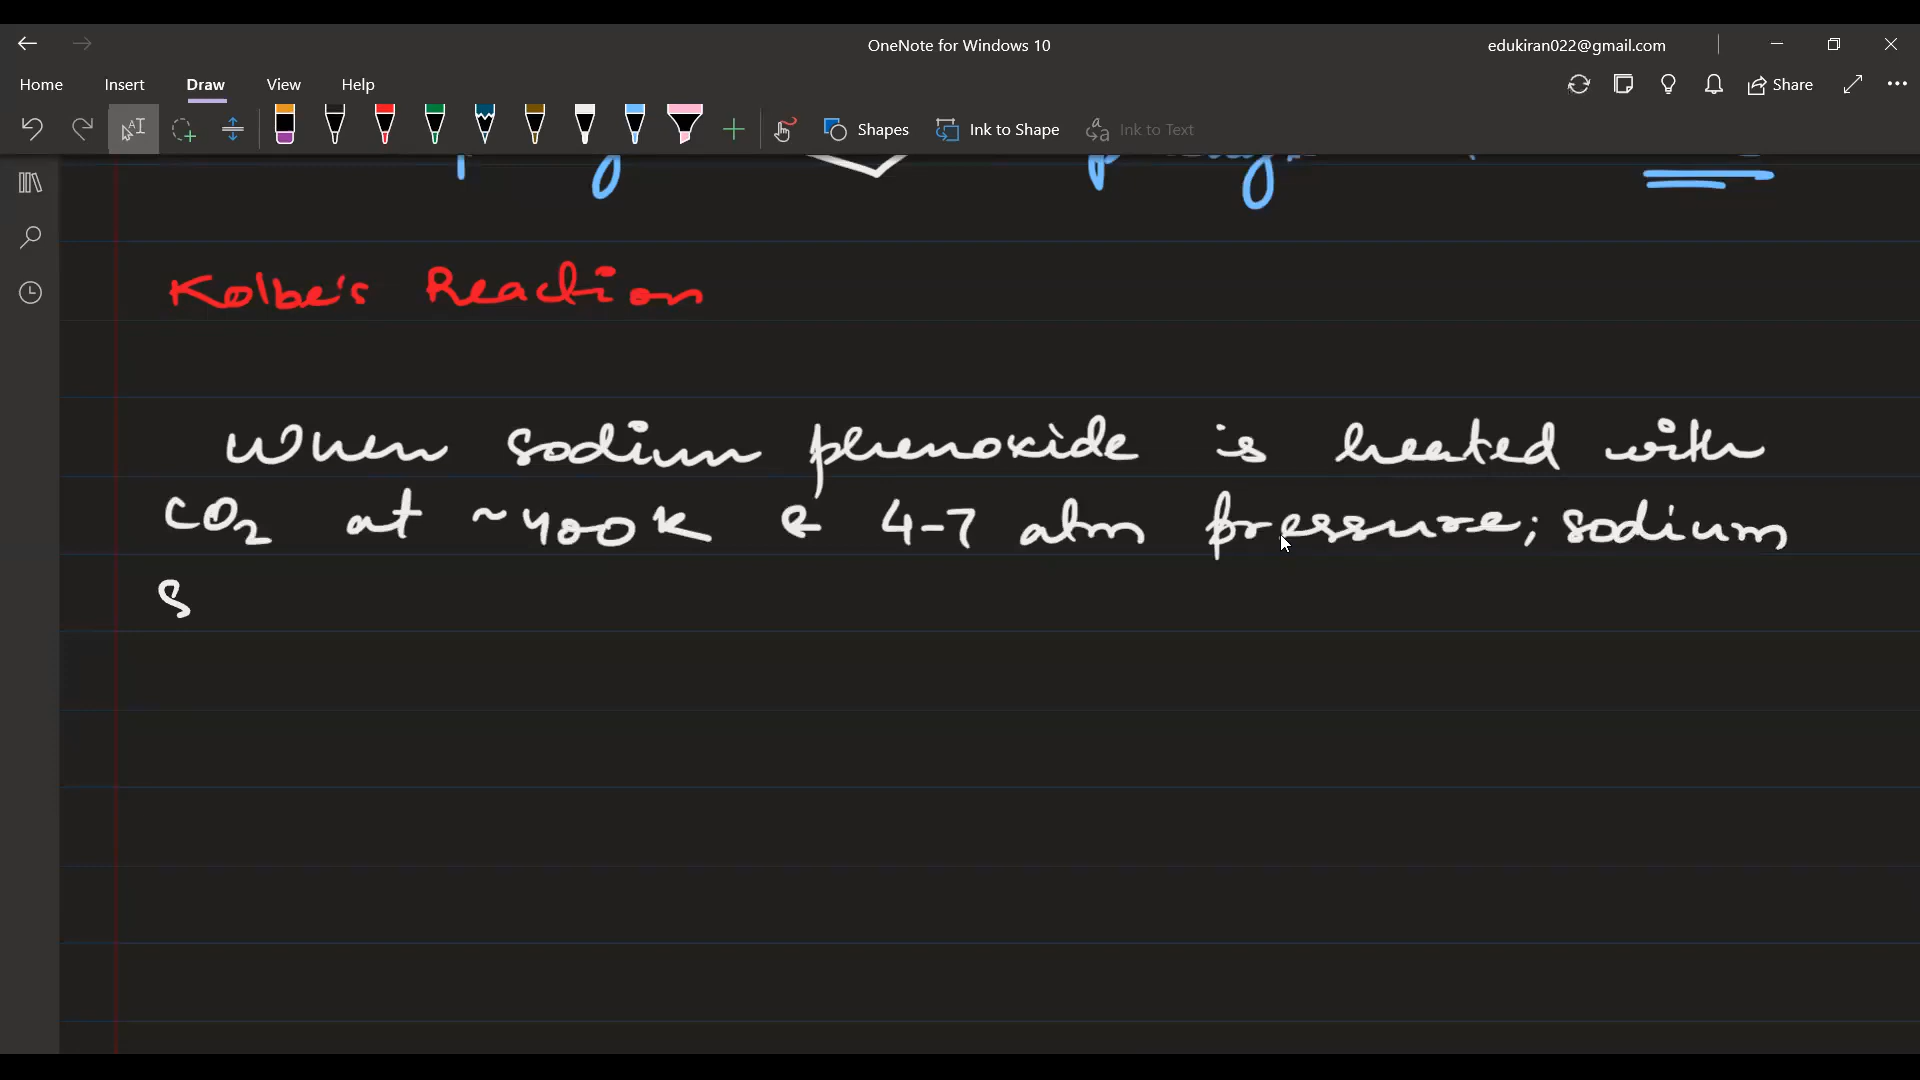 OneNote for Windows 10
edukiran022@gmail.com
Home Insert Draw View Help
Share
Shapes Ink to Shape Ink to Text
Kolbe's Reaction
When sodium phenoxide is heated with
CO2 at ~400K & 4-7 atm pressure; sodium
S